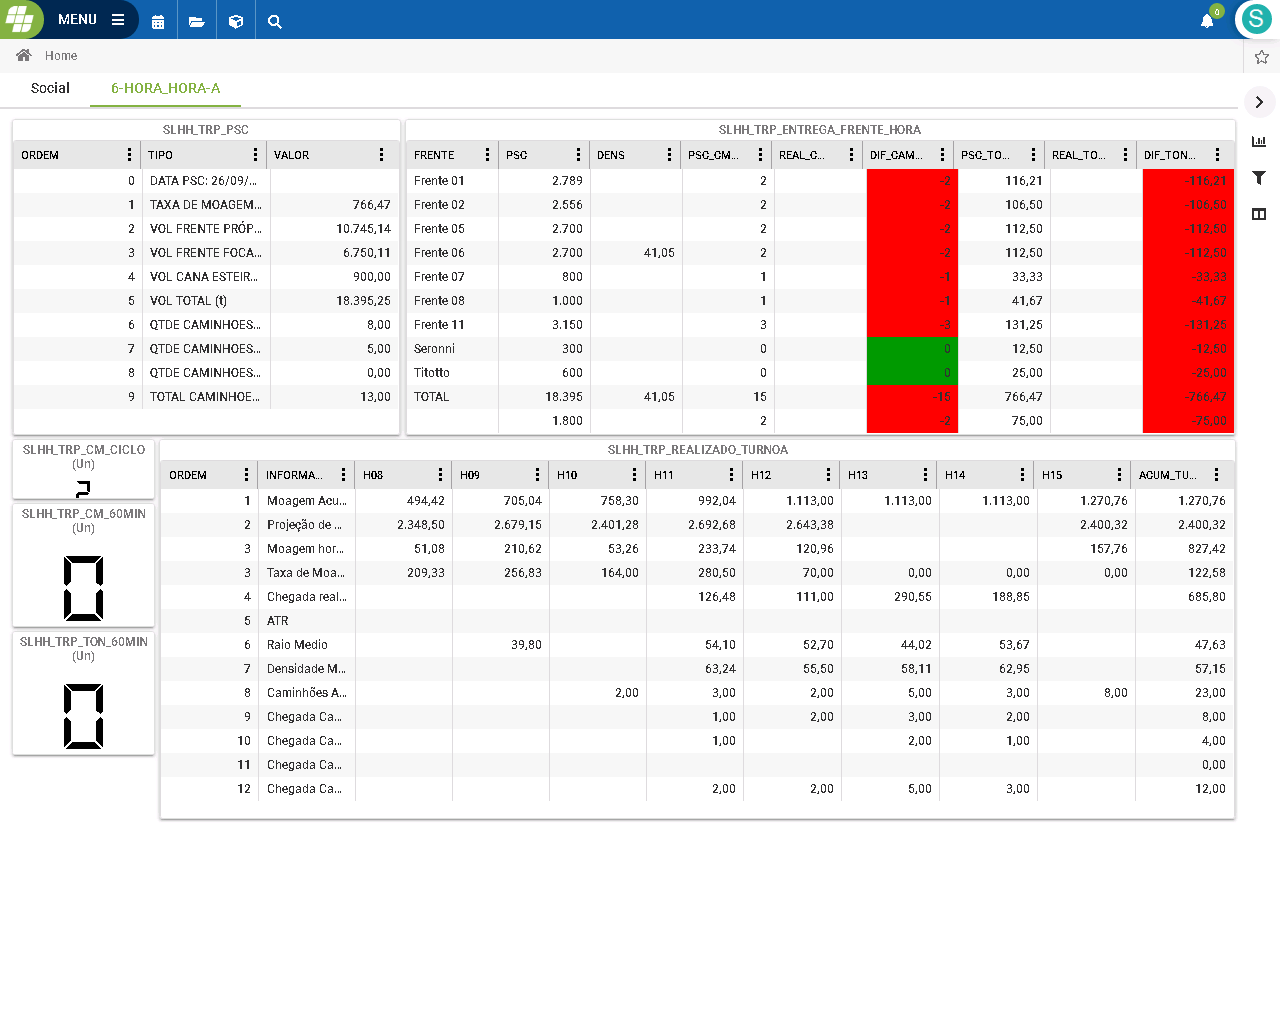 MENU
0
S
Home
Social 6-HORA_HORA-A
SLHH_TRP_PSC
ORDEM TIPO VALOR
0 DATA PSC: 26/09/...
1 TAXA DE MOAGEM... 766,47
2 VOL FRENTE PRÓP... 10.745,14
3 VOL FRENTE FOCA... 6.750,11
4 VOL CANA ESTEIR... 900,00
5 VOL TOTAL (t) 18.395,25
6 QTDE CAMINHOES... 8,00
7 QTDE CAMINHOES... 5,00
8 QTDE CAMINHOES... 0,00
9 TOTAL CAMINHOE... 13,00
SLHH_TRP_ENTREGA_FRENTE_HORA
FRENTE PSC DENS PSC_CM... REAL_C... DIF_CAM... PSC_TO... REAL_TO... DIF_TON...
Frente 01 2.789 2 -2 116,21 -116,21
Frente 02 2.556 2 -2 106,50 -106,50
Frente 05 2.700 2 -2 112,50 -112,50
Frente 06 2.700 41,05 2 -2 112,50 -112,50
Frente 07 800 1 -1 33,33 -33,33
Frente 08 1.000 1 -1 41,67 -41,67
Frente 11 3.150 3 -3 131,25 -131,25
Seronni 300 0 0 12,50 -12,50
Titotto 600 0 0 25,00 -25,00
TOTAL 18.395 41,05 15 -15 766,47 -766,47
1.800 2 -2 75,00 -75,00
SLHH_TRP_CM_CICLO
(Un)
SLHH_TRP_CM_60MIN
(Un)
0
SLHH_TRP_TON_60MIN
(Un)
0
SLHH_TRP_REALIZADO_TURNOA
ORDEM INFORMA... H08 H09 H10 H11 H12 H13 H14 H15 ACUM_TU...
1 Moagem Acu... 494,42 705,04 758,30 992,04 1.113,00 1.113,00 1.113,00 1.270,76 1.270,76
2 Projeção de ... 2.348,50 2.679,15 2.401,28 2.692,68 2.643,38 2.400,32 2.400,32
3 Moagem hor... 51,08 210,62 53,26 233,74 120,96 157,76 827,42
3 Taxa de Moa... 209,33 256,83 164,00 280,50 70,00 0,00 0,00 0,00 122,58
4 Chegada real... 126,48 111,00 290,55 188,85 685,80
5 ATR
6 Raio Medio 39,80 54,10 52,70 44,02 53,67 47,63
7 Densidade M... 63,24 55,50 58,11 62,95 57,15
8 Caminhões A... 2,00 3,00 2,00 5,00 3,00 8,00 23,00
9 Chegada Ca... 1,00 2,00 3,00 2,00 8,00
10 Chegada Ca... 1,00 2,00 1,00 4,00
11 Chegada Ca... 0,00
12 Chegada Ca... 2,00 2,00 5,00 3,00 12,00